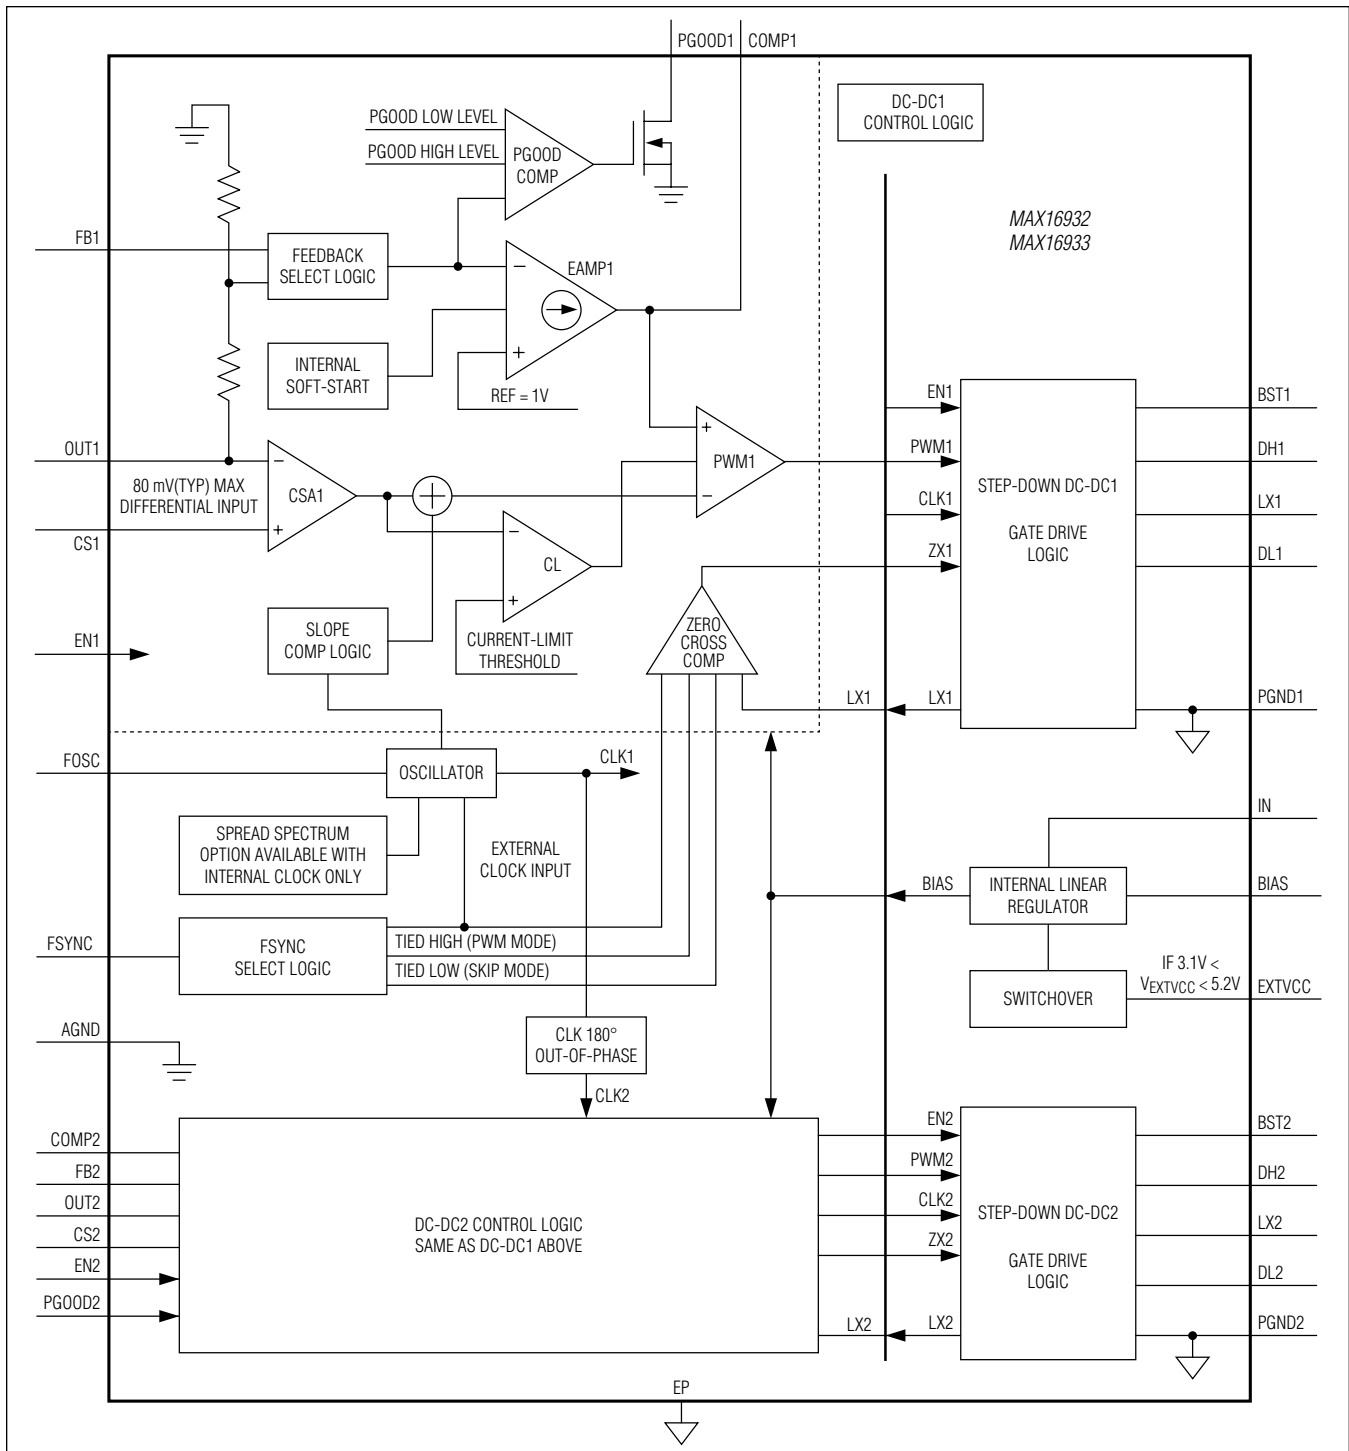 PGOOD1
COMP1
PGOOD LOW LEVEL
PGOOD HIGH LEVEL
PGOOD
COMP
DC-DC1
CONTROL LOGIC
MAX16932
MAX16933
FB1
FEEDBACK
SELECT LOGIC
−
EAMP1
+
INTERNAL
SOFT-START
REF = 1V
OUT1
80 mV(TYP) MAX
DIFFERENTIAL INPUT
CS1
−
CSA1
+
+
PWM1
−
−
CL
+
CURRENT-LIMIT
THRESHOLD
SLOPE
COMP LOGIC
EN1
ZERO
CROSS
COMP
EN1
PWM1
CLK1
ZX1
STEP-DOWN DC-DC1
GATE DRIVE
LOGIC
BST1
DH1
LX1
DL1
LX1
LX1
PGND1
FOSC
OSCILLATOR
CLK1
SPREAD SPECTRUM
OPTION AVAILABLE WITH
INTERNAL CLOCK ONLY
EXTERNAL
CLOCK INPUT
IN
BIAS
INTERNAL LINEAR
REGULATOR
BIAS
FSYNC
FSYNC
SELECT LOGIC
TIED HIGH (PWM MODE)
TIED LOW (SKIP MODE)
SWITCHOVER
IF 3.1V <
VEXTVCC < 5.2V
EXTVCC
AGND
CLK 180°
OUT-OF-PHASE
CLK2
COMP2
FB2
OUT2
CS2
EN2
PGOOD2
DC-DC2 CONTROL LOGIC
SAME AS DC-DC1 ABOVE
EN2
PWM2
CLK2
ZX2
LX2
LX2
STEP-DOWN DC-DC2
GATE DRIVE
LOGIC
BST2
DH2
LX2
DL2
PGND2
EP